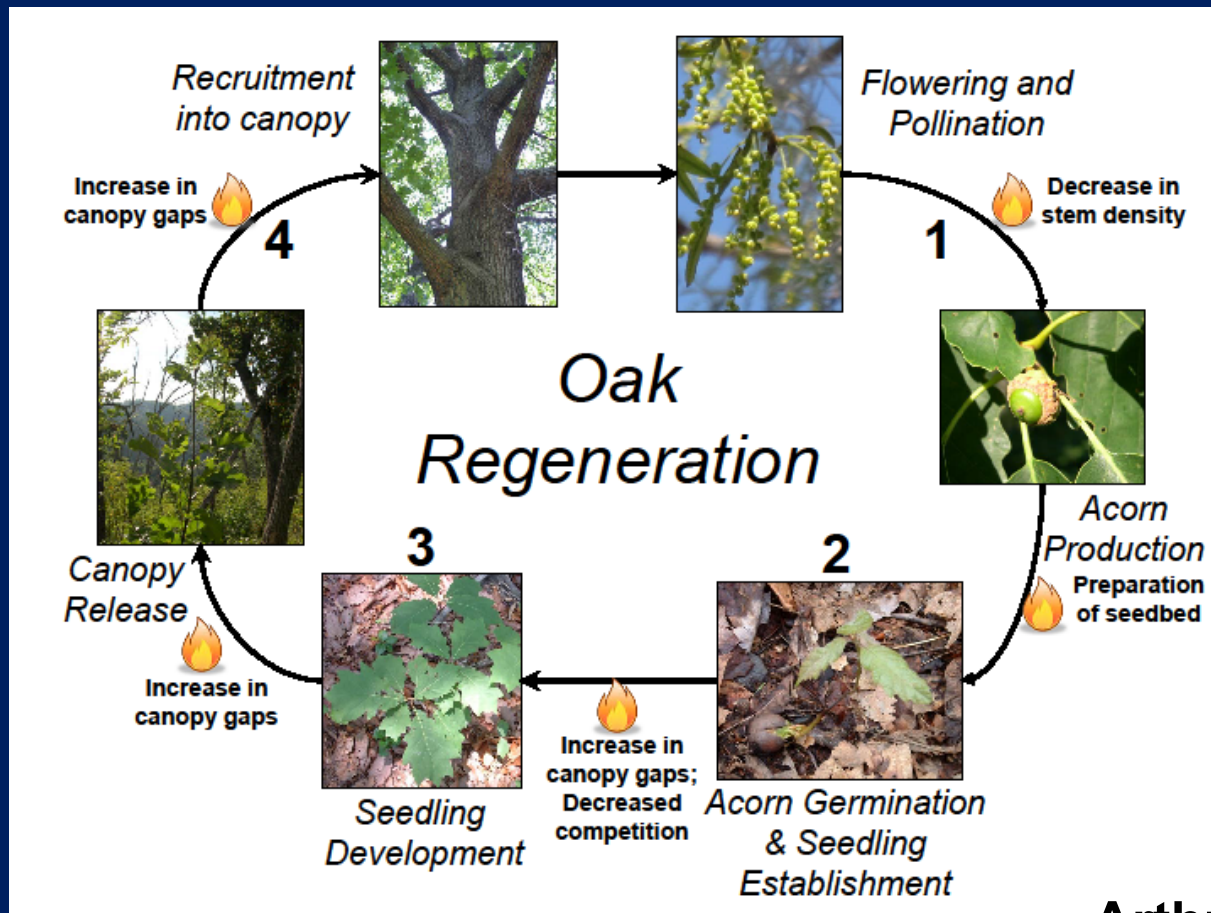 Recruitment
into canopy
Flowering and
Pollination
Increase in
canopy gaps
4
1
Decrease in
stem density
Oak
Regeneration
Acorn
Production
Preparation
of seedbed
3
2
Canopy
Release
Increase in
canopy gaps
Seedling
Development
Increase in
canopy gaps;
Decreased
competition
Acorn Germination
& Seedling
Establishment